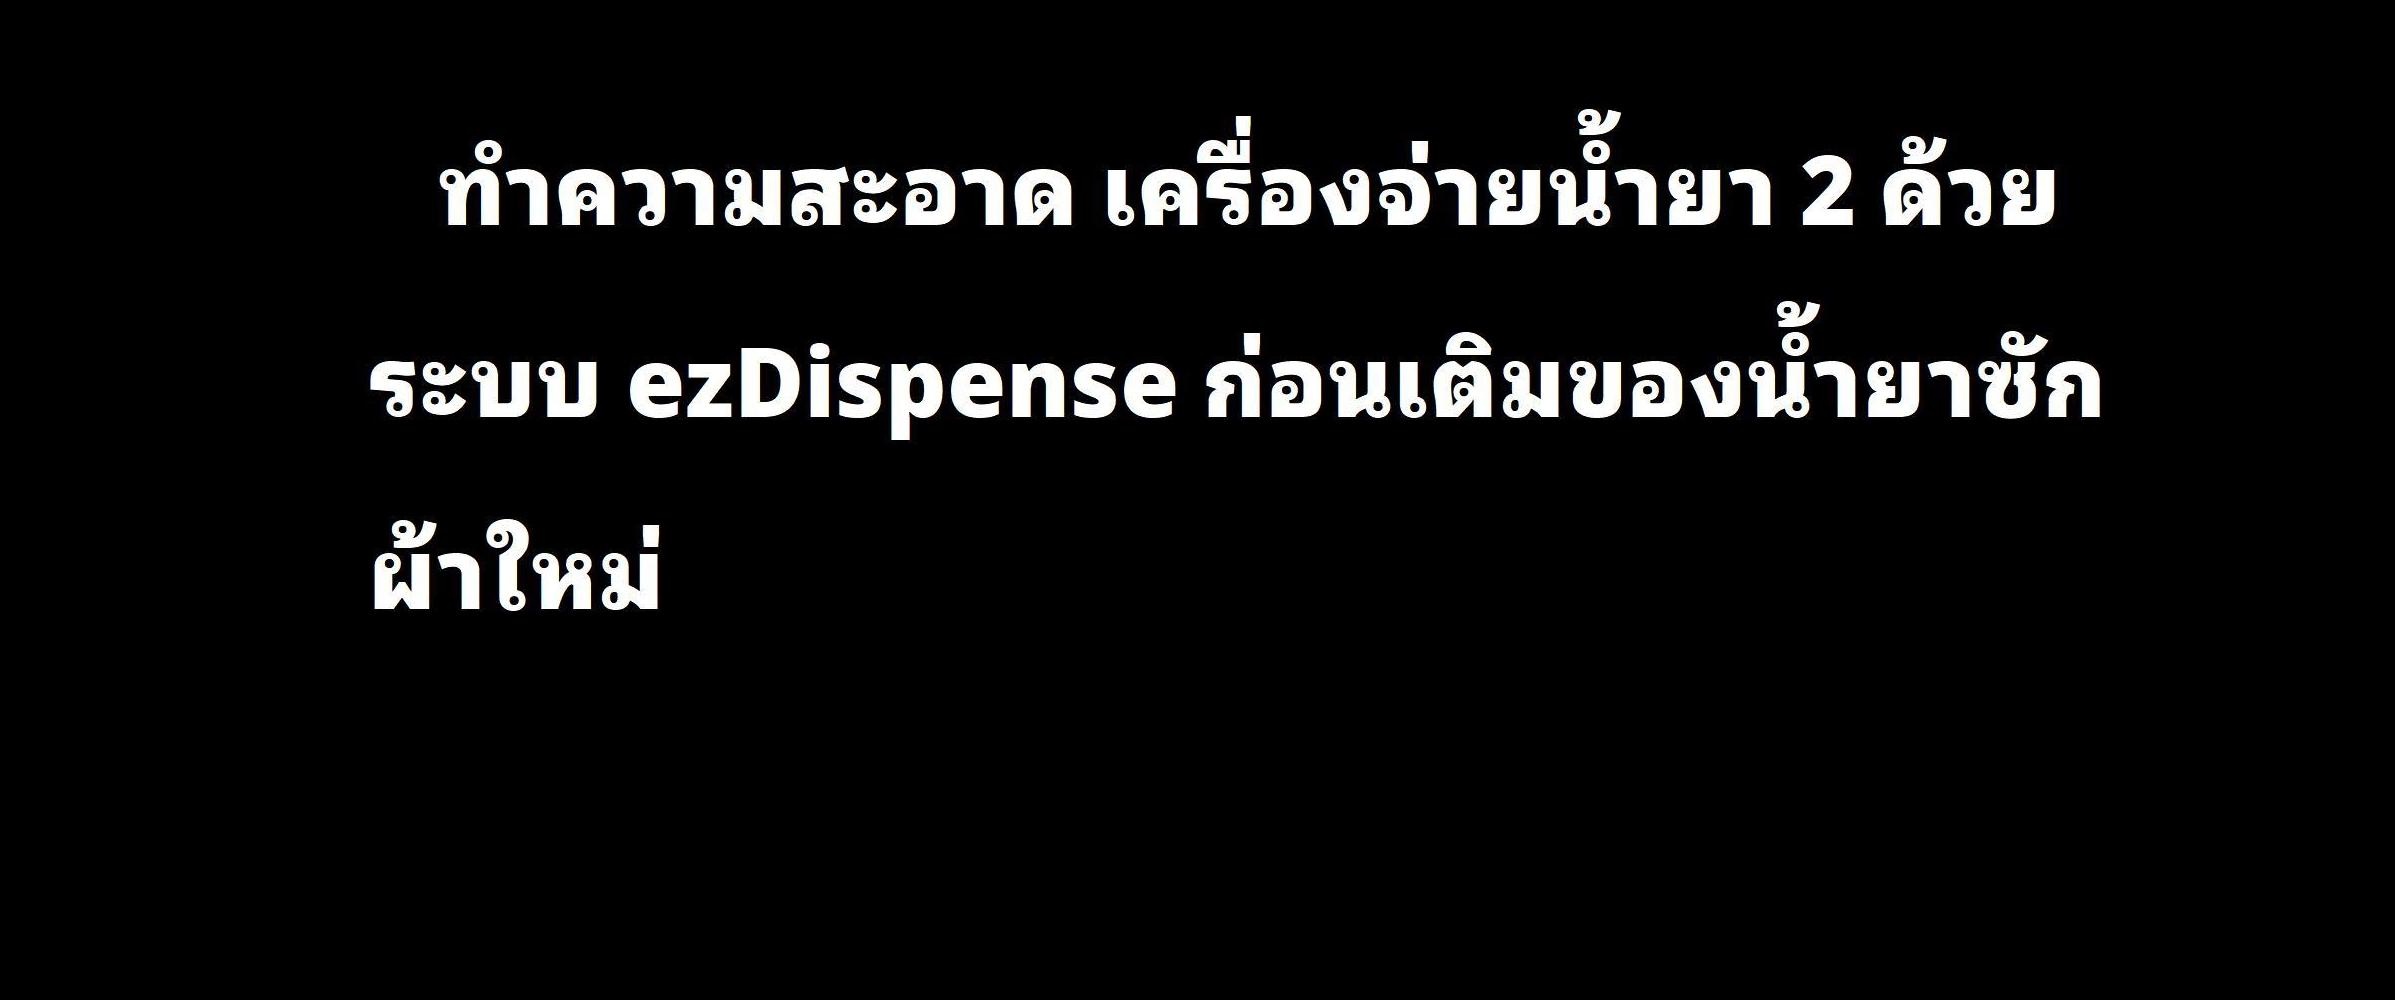 ทำความสะอาด เครื่องจ่ายน้ำยา 2 ด้วย
ระบบ ezDispense ก่อนเติมของน้ำยาซัก
ผ้าใหม่